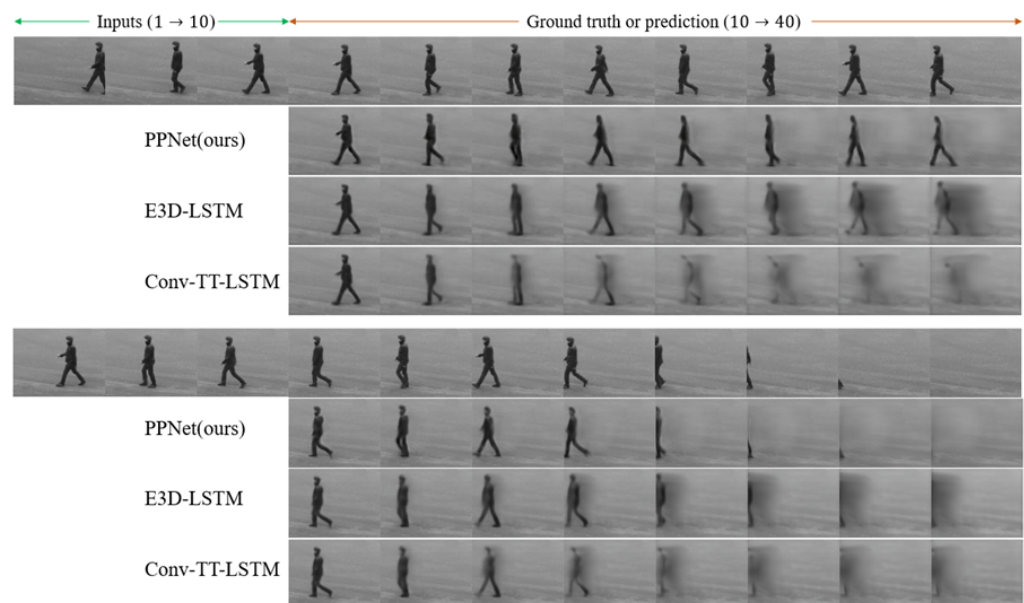 Inputs (1 → 10) Ground truth or prediction (10 → 40)
PPNet(ours)
E3D-LSTM
Conv-TT-LSTM
PPNet(ours)
E3D-LSTM
Conv-TT-LSTM